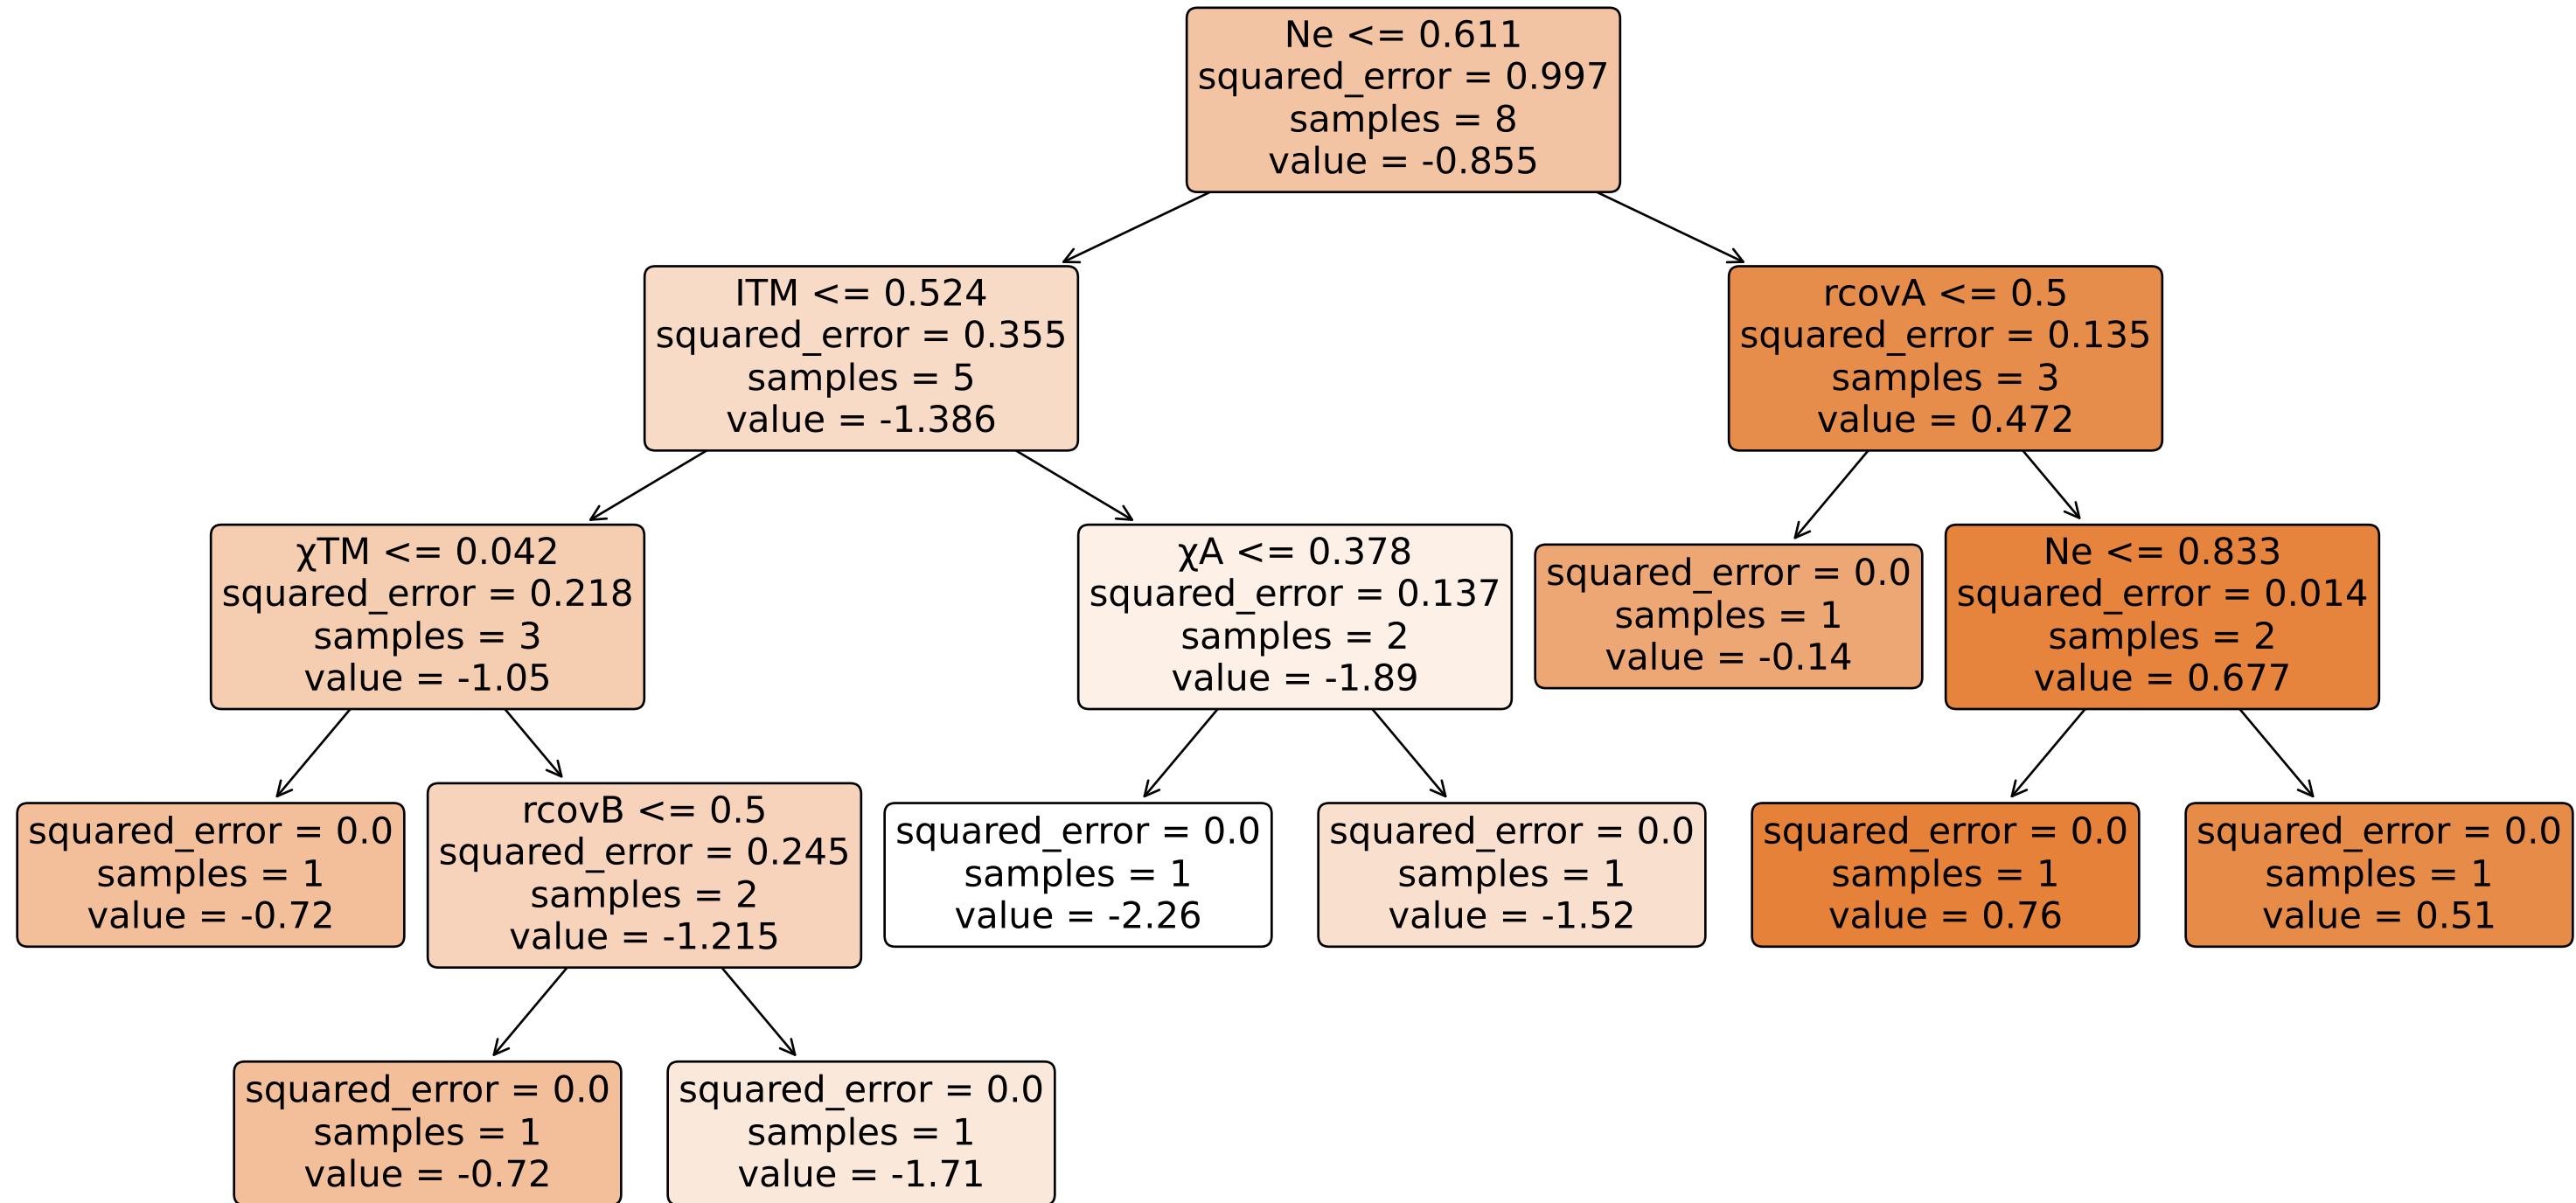 Ne <= 0.611
squared_error = 0.997
samples = 8
value = -0.855
ITM <= 0.524
squared_error = 0.355
samples = 5
value = -1.386
rcovA <= 0.5
squared_error = 0.135
samples = 3
value = 0.472
χTM <= 0.042
squared_error = 0.218
samples = 3
value = -1.05
χA <= 0.378
squared_error = 0.137
samples = 2
value = -1.89
squared_error = 0.0
samples = 1
value = -0.14
Ne <= 0.833
squared_error = 0.014
samples = 2
value = 0.677
squared_error = 0.0
samples = 1
value = -0.72
rcovB <= 0.5
squared_error = 0.245
samples = 2
value = -1.215
squared_error = 0.0
samples = 1
value = -2.26
squared_error = 0.0
samples = 1
value = -1.52
squared_error = 0.0
samples = 1
value = 0.76
squared_error = 0.0
samples = 1
value = 0.51
squared_error = 0.0
samples = 1
value = -0.72
squared_error = 0.0
samples = 1
value = -1.71